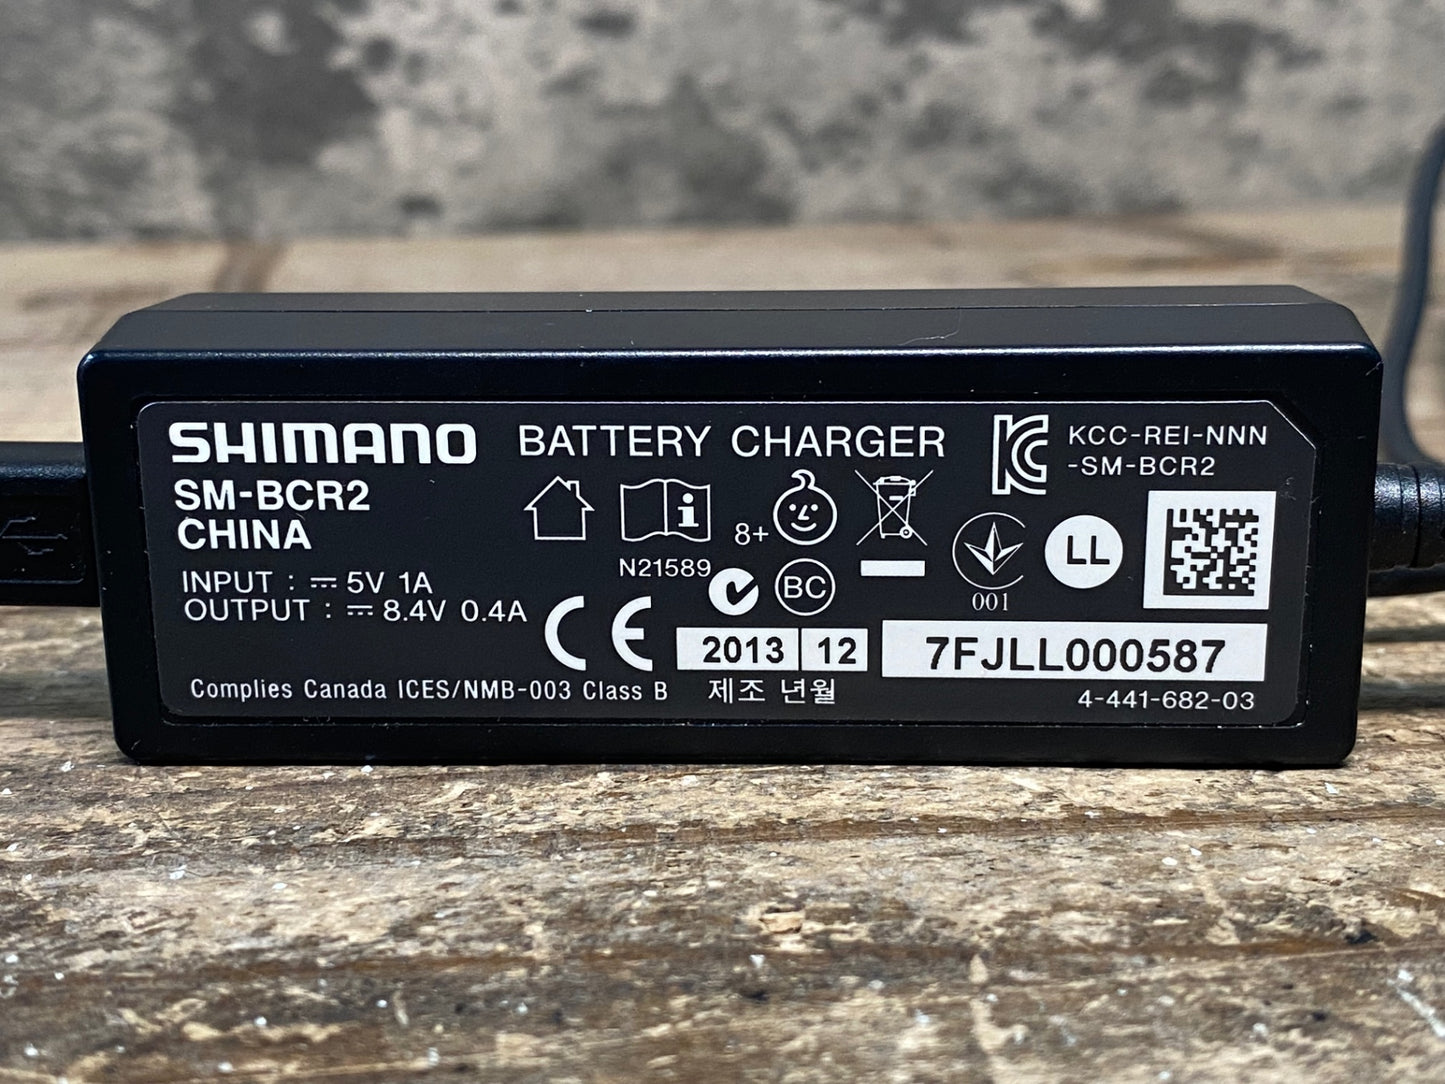 SHIMANO BATTERY CHARGER
SM-BCR2
CHINA
INPUT : ⎓ 5V 1A
OUTPUT : ⎓ 8.4V 0.4A
Complies Canada ICES/NMB-003 Class B
N21589
8+
BC
CE
2013 12
제조 년월
KCC-REI-NNN
-SM-BCR2
001
LL
7FJLL000587
4-441-682-03